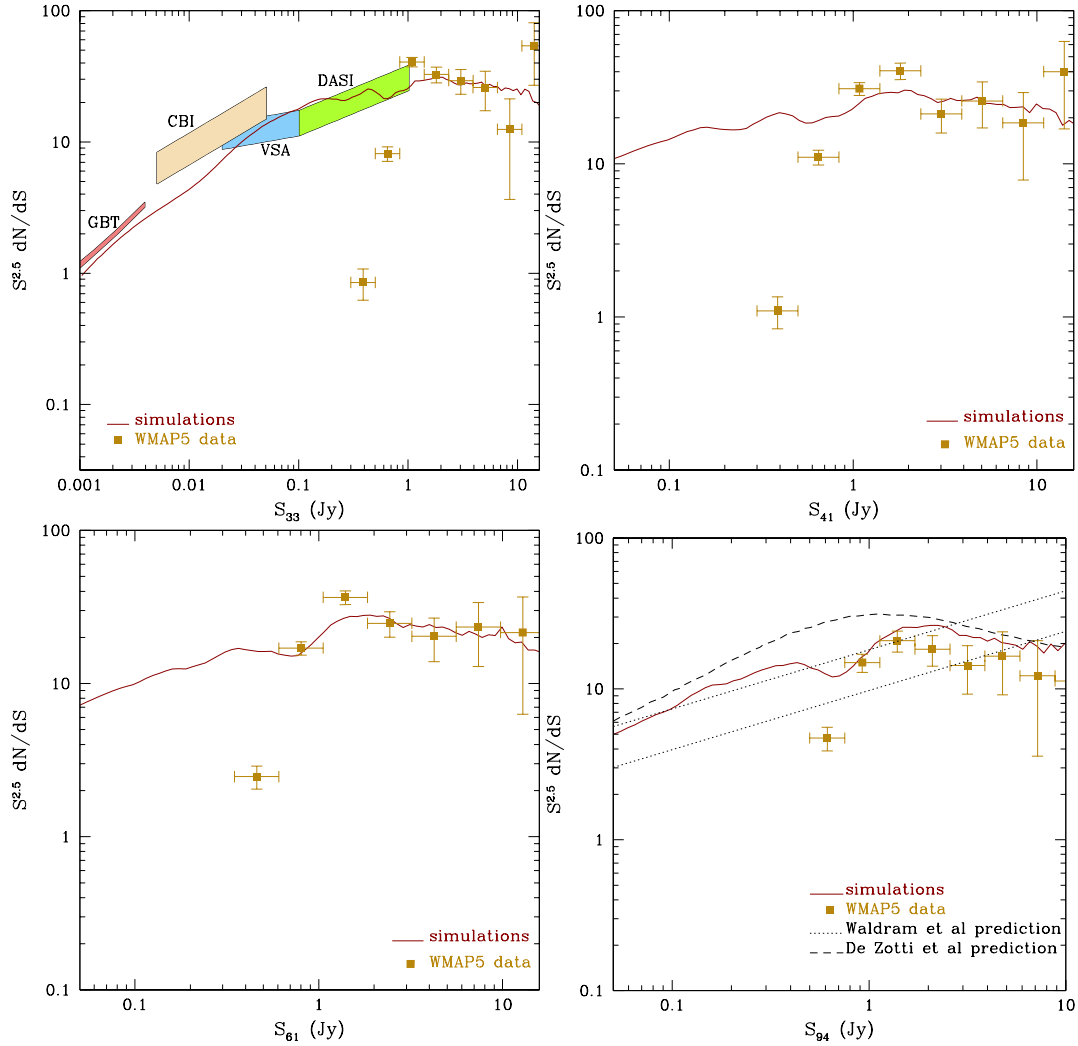 100
10
1
0.1
S^2.5 dN/dS
GBT
CBI
VSA
DASI
simulations
WMAP5 data
0.001
0.01
0.1
1
10
S_33 (Jy)
100
10
1
0.1
S^2.5 dN/dS
simulations
WMAP5 data
0.1
1
10
S_41 (Jy)
100
10
1
0.1
S^2.5 dN/dS
simulations
WMAP5 data
0.1
1
10
S_61 (Jy)
100
10
1
0.1
S^2.5 dN/dS
simulations
WMAP5 data
Waldram et al prediction
De Zotti et al prediction
0.1
1
10
S_94 (Jy)